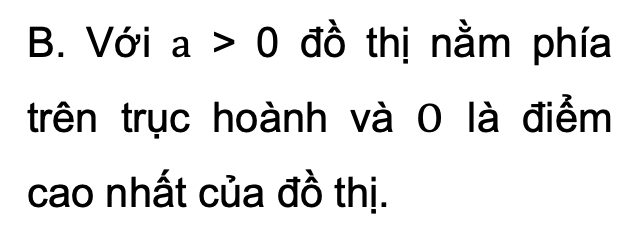 B. Với a > 0 đồ thị nằm phía
trên trục hoành và O là điểm
cao nhất của đồ thị.